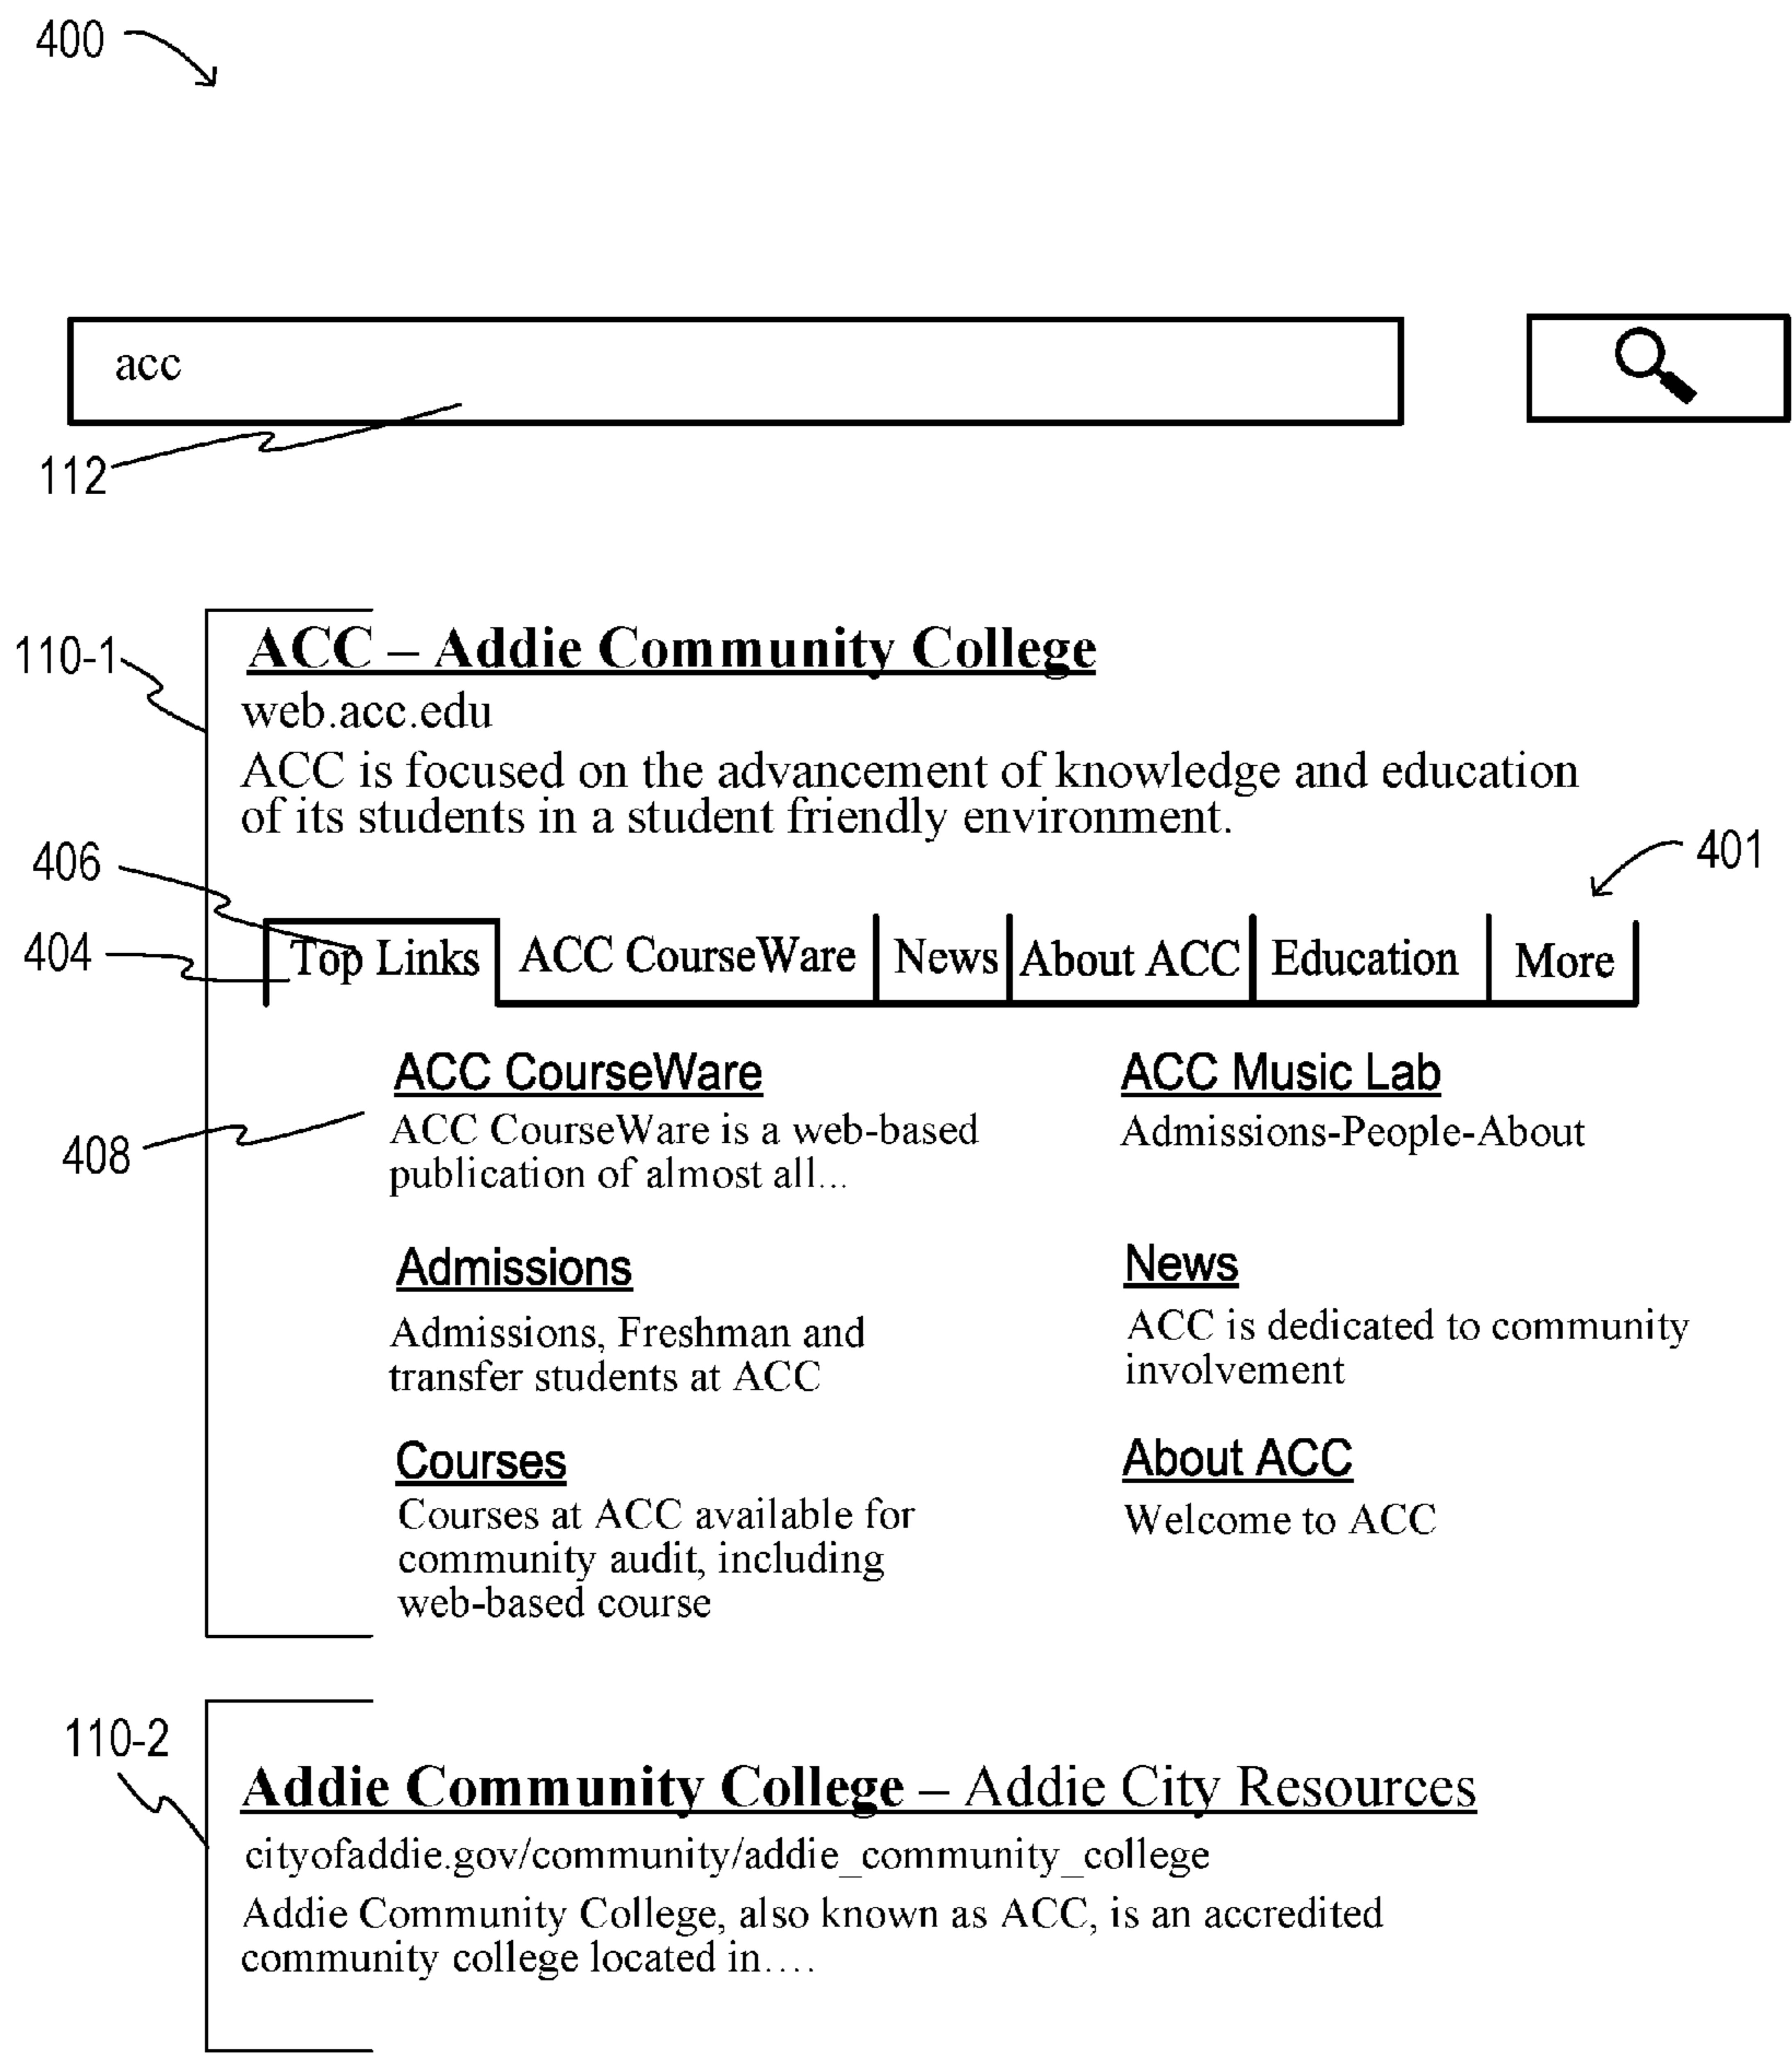 400
acc
112
110-1
ACC – Addie Community College
web.acc.edu
ACC is focused on the advancement of knowledge and education
of its students in a student friendly environment.
406
401
404
Top Links ACC CourseWare News About ACC Education More
ACC CourseWare
ACC CourseWare is a web-based
publication of almost all...
408
ACC Music Lab
Admissions-People-About
Admissions
Admissions, Freshman and
transfer students at ACC
News
ACC is dedicated to community
involvement
Courses
Courses at ACC available for
community audit, including
web-based course
About ACC
Welcome to ACC
110-2
Addie Community College – Addie City Resources
cityofaddie.gov/community/addie_community_college
Addie Community College, also known as ACC, is an accredited
community college located in....